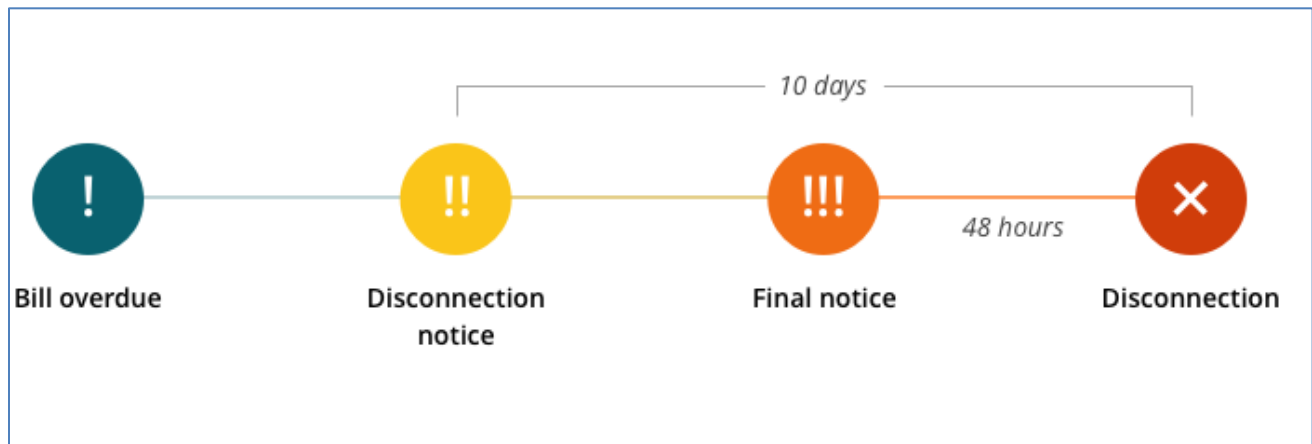 10 days
!
!!
!!!
48 hours
Bill overdue
Disconnection
notice
Final notice
Disconnection